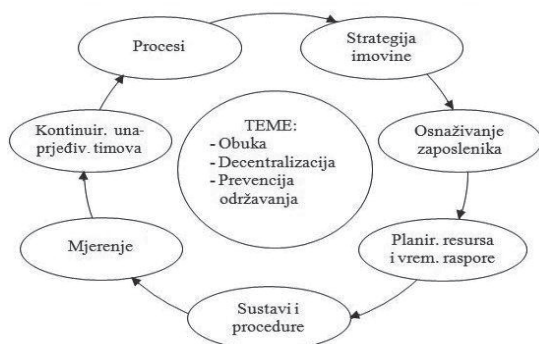 Procesi
Strategija
imovine
Osnaživanje
zaposlenika
Planir. resursa
i vrem. raspore
Sustavi i
procedure
Mjerenje
Kontinuir. una-
prjeđiv. timova
TEME:
- Obuka
- Decentralizacija
- Prevencija
održavanja